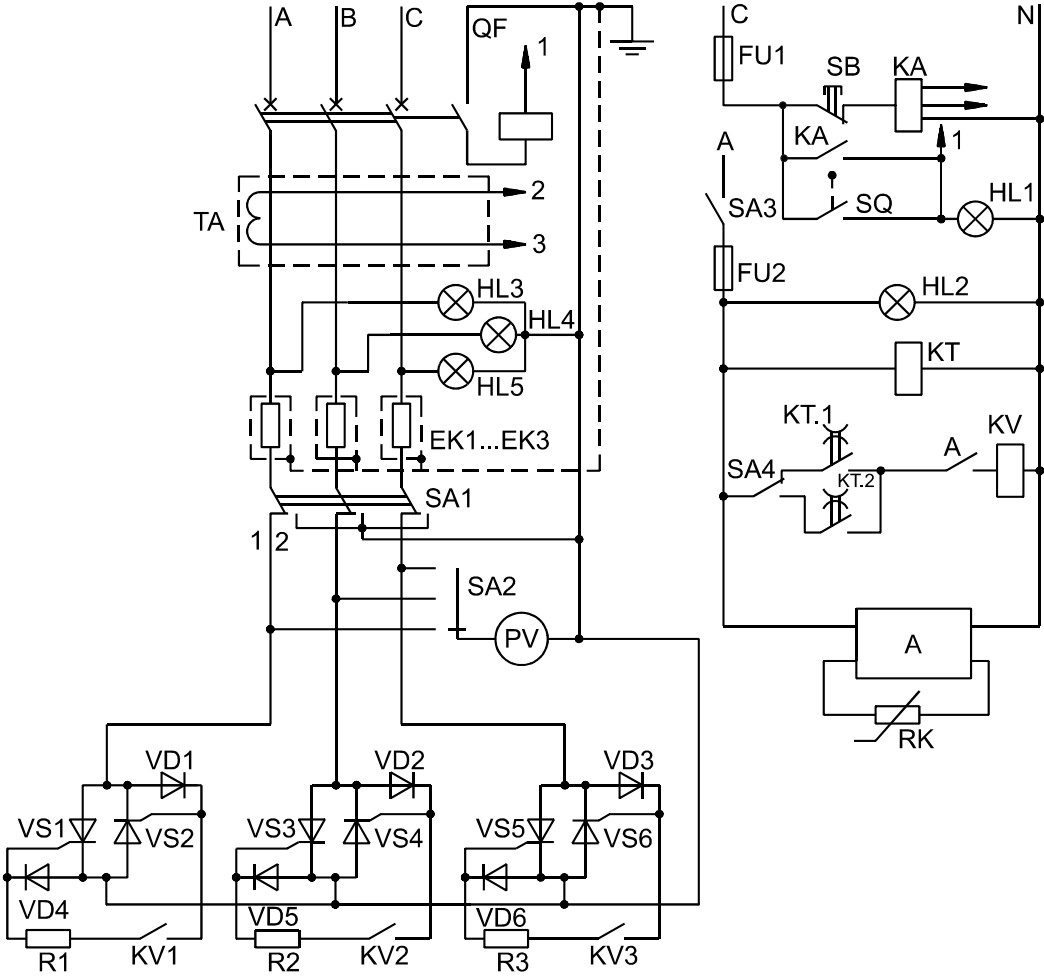 A B C QF 1
TA 2
3
HL3
HL4
HL5
EK1...EK3
SA1
1 2
SA2
PV
VD1 VD2 VD3
VS1 VS2 VS3 VS4 VS5 VS6
VD4 VD5 VD6
R1 KV1 R2 KV2 R3 KV3
C N
FU1
SB KA
KA 1
A
SA3 SQ HL1
FU2
HL2
KT
KT.1
A KV
SA4 KT.2
A
RK